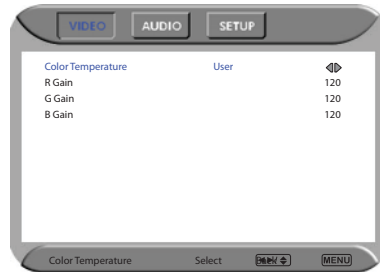 VIDEO AUDIO SETUP
Color Temperature User
R Gain 120
G Gain 120
B Gain 120
Color Temperature Select MENU